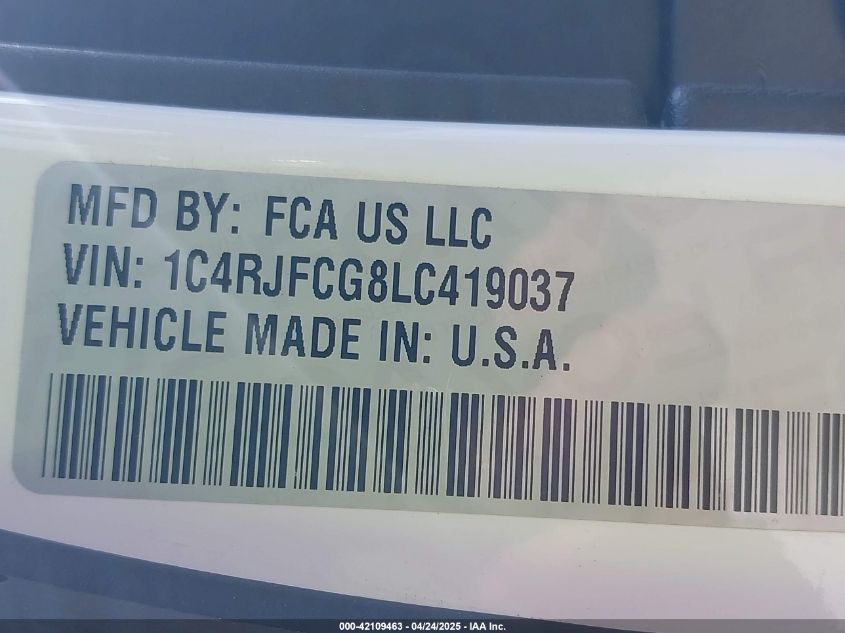 MFD BY: FCA US LLC
VIN: 1C4RJFCG8LC419037
VEHICLE MADE IN: U.S.A.
000-42109463 - 04/24/2025 - IAA Inc.